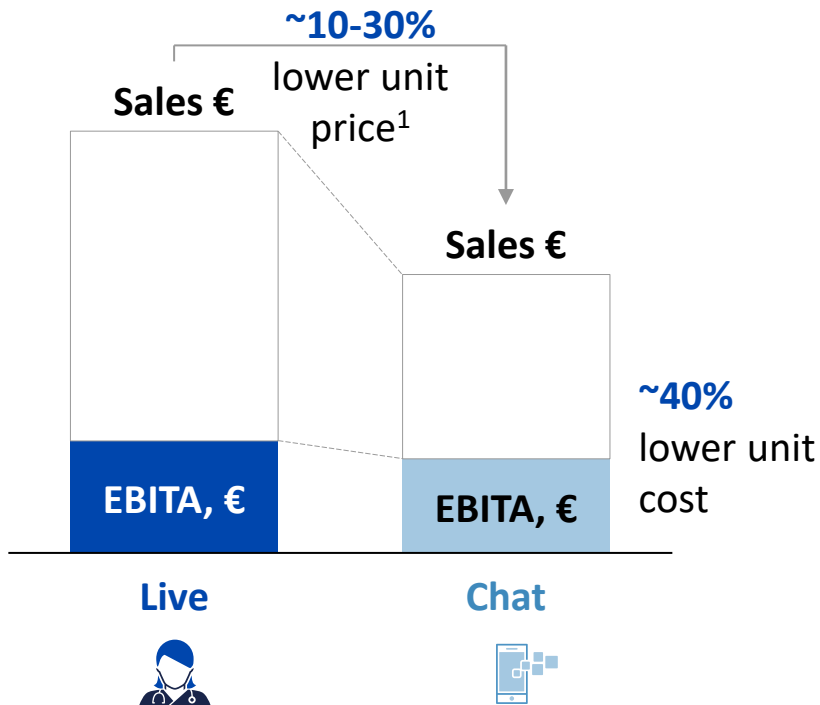 ~10-30%
lower unit
price¹
Sales €
Sales €
~40%
lower unit
cost
EBITA, €
EBITA, €
Live
Chat